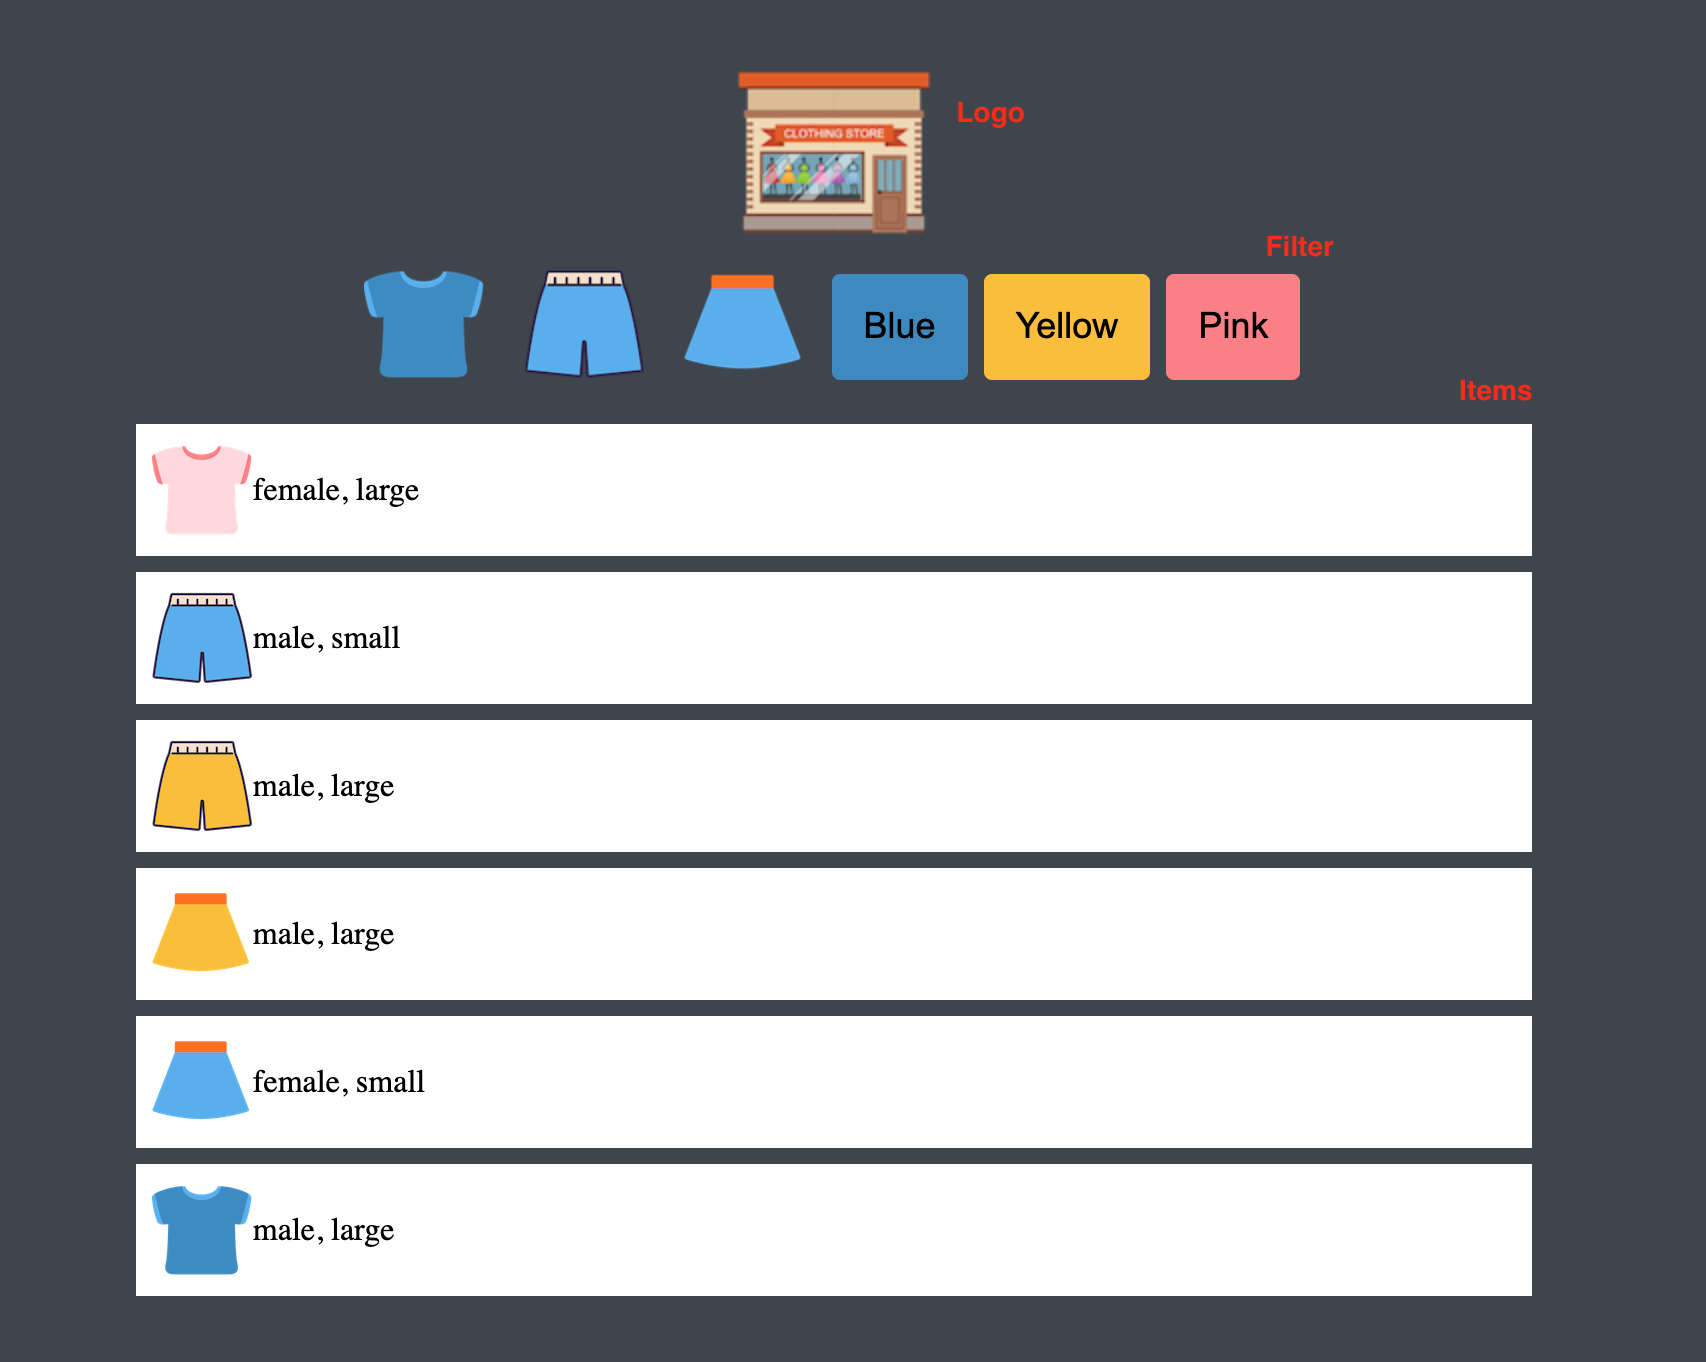 CLOTHING STORE
Logo
Filter
Blue
Yellow
Pink
Items
female, large
male, small
male, large
male, large
female, small
male, large